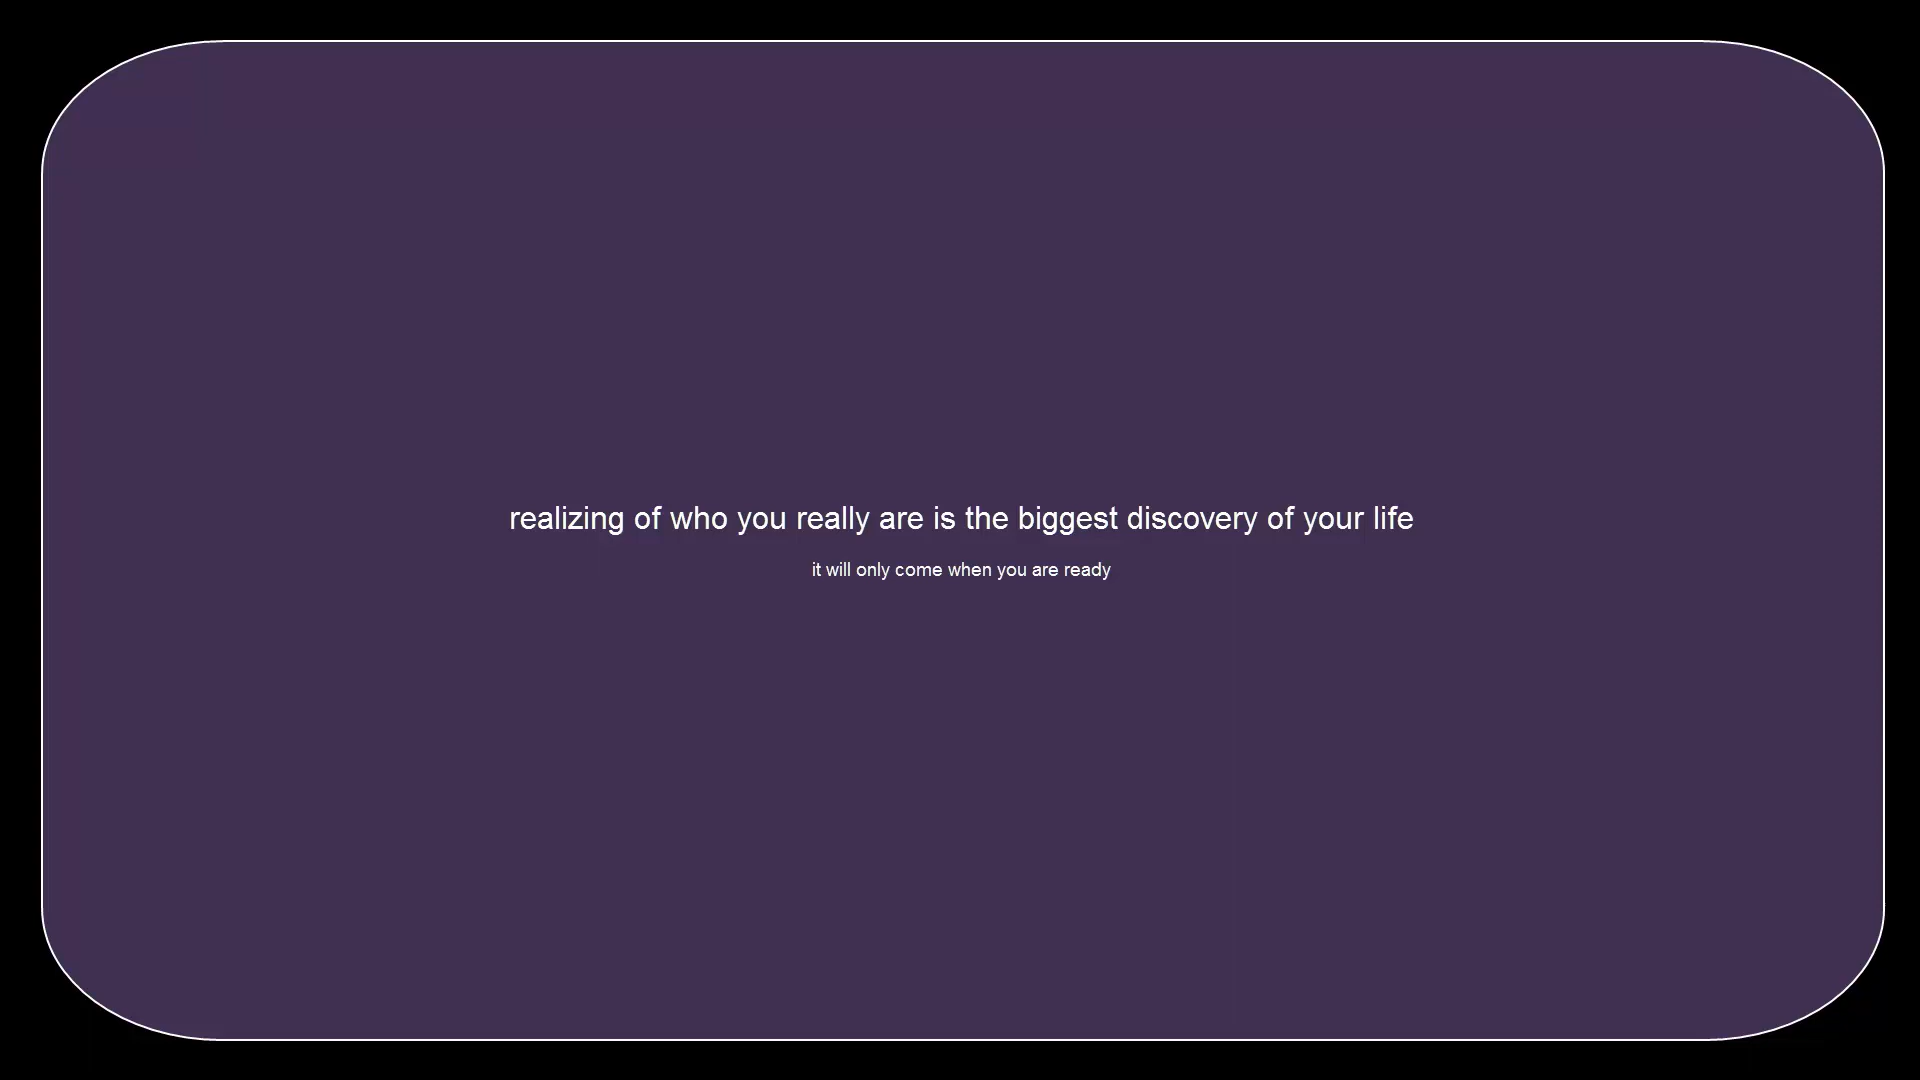 realizing of who you really are is the biggest discovery of your life
it will only come when you are ready